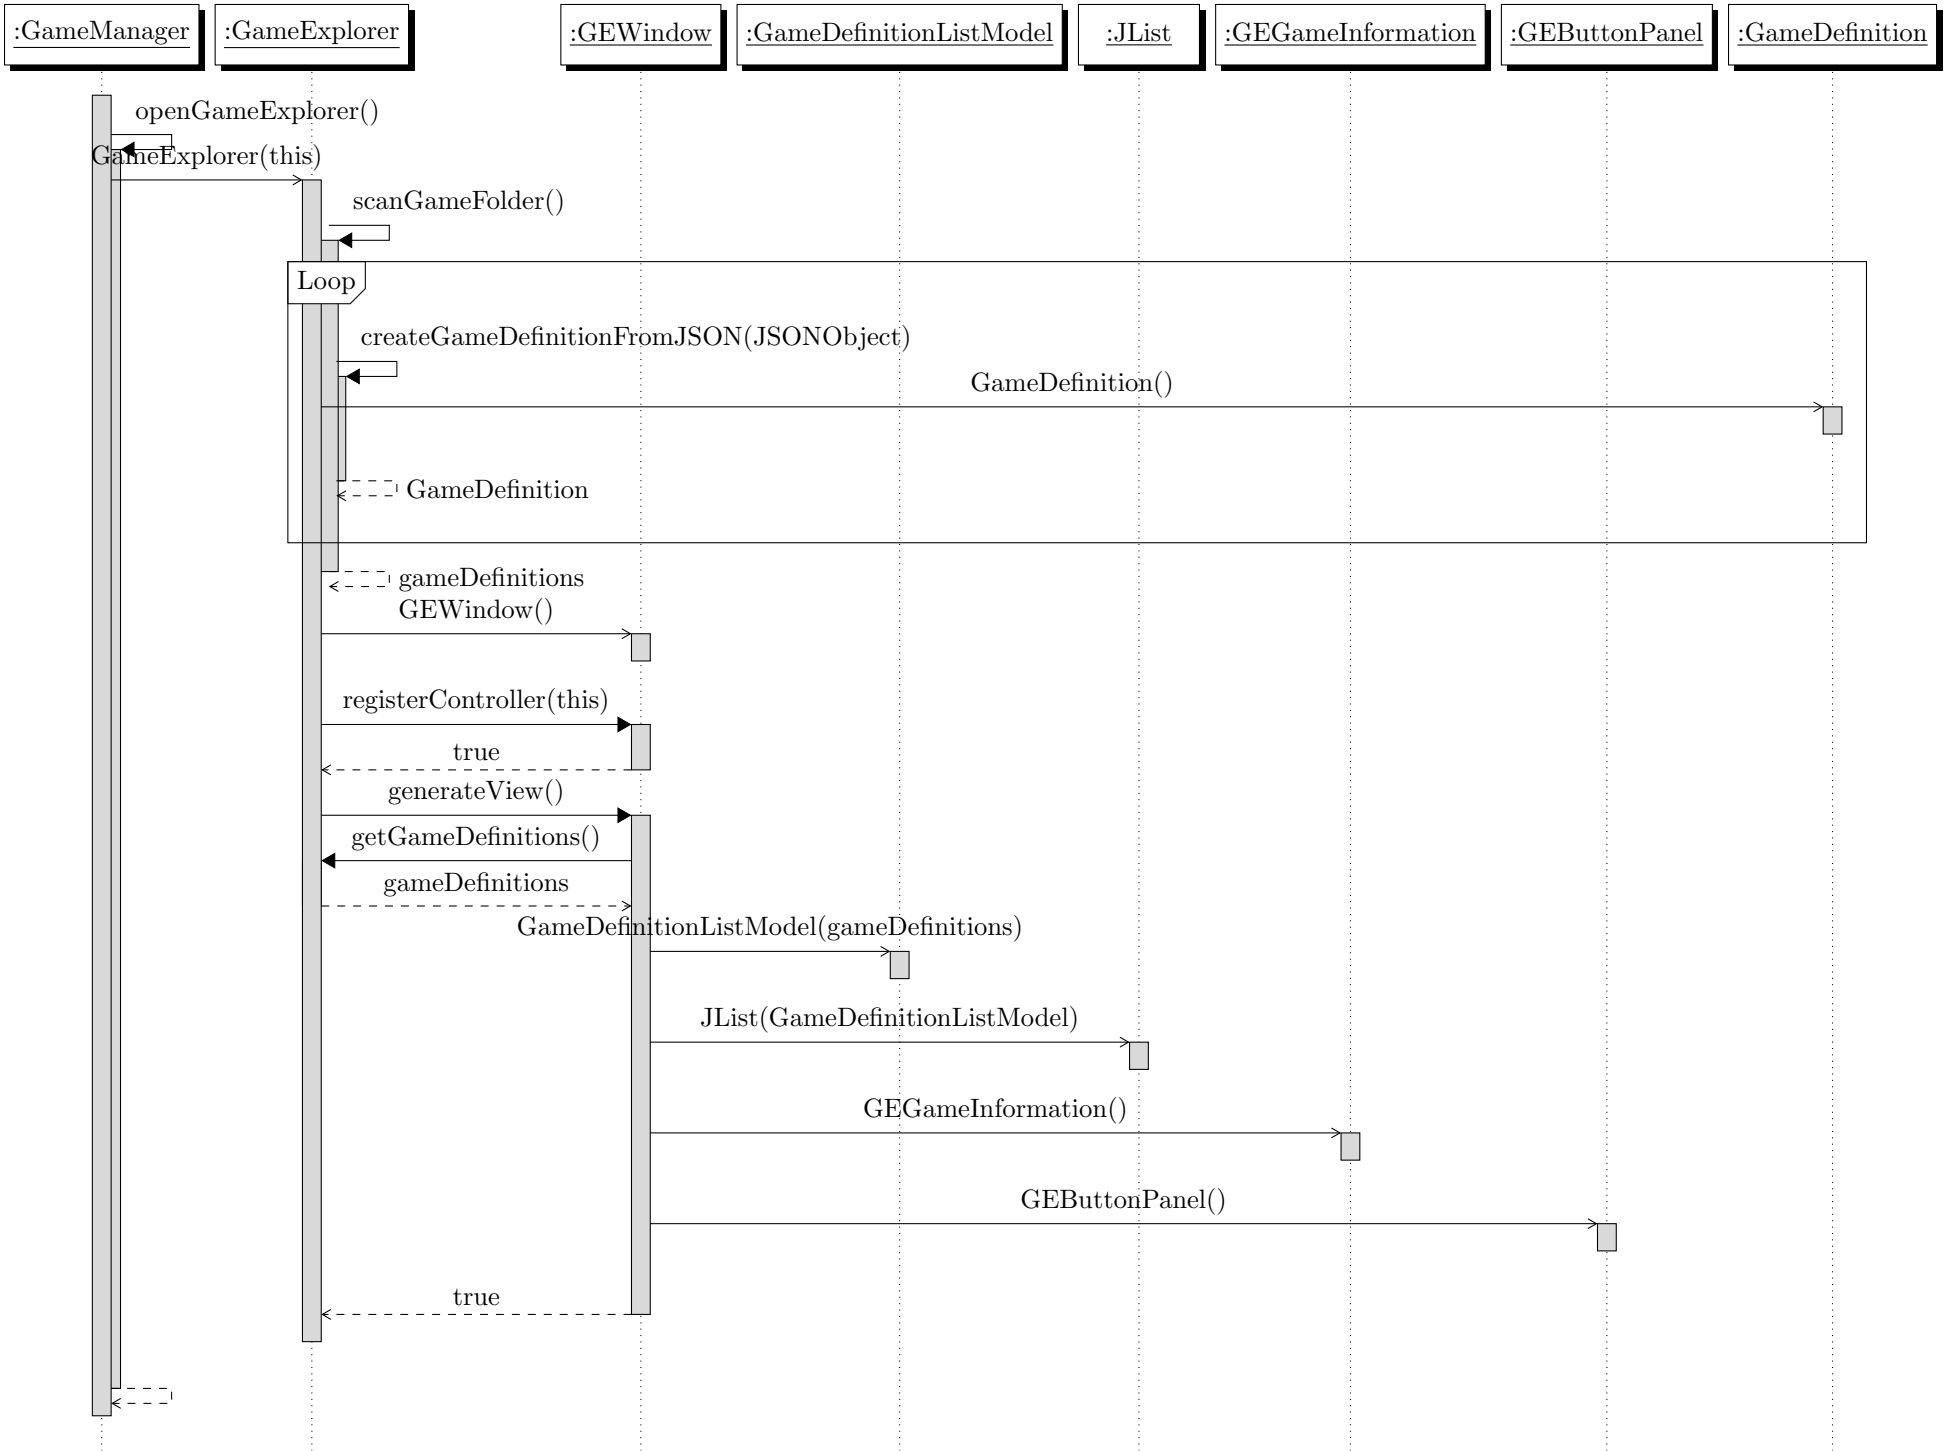 :GameManager
:GameExplorer
:GEWindow
:GameDefinitionListModel
:JList
:GEGameInformation
:GEButtonPanel
:GameDefinition
openGameExplorer()
GameExplorer(this)
scanGameFolder()
Loop
createGameDefinitionFromJSON(JSONObject)
GameDefinition()
GameDefinition
gameDefinitions
GEWindow()
registerController(this)
true
generateView()
getGameDefinitions()
gameDefinitions
GameDefinitionListModel(gameDefinitions)
JList(GameDefinitionListModel)
GEGameInformation()
GEButtonPanel()
true